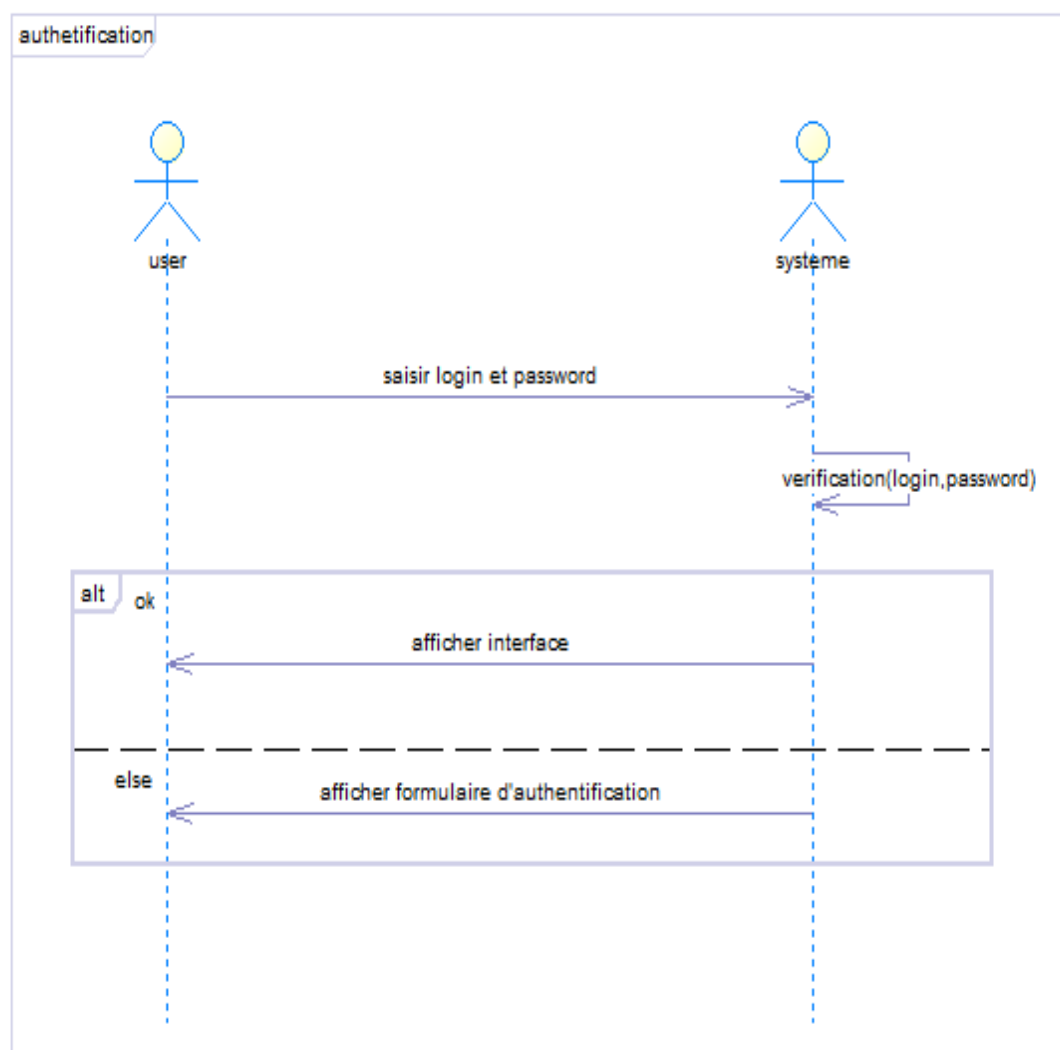 authetification
user
systeme
saisir login et password
verification(login,password)
alt
ok
afficher interface
else
afficher formulaire d'authentification